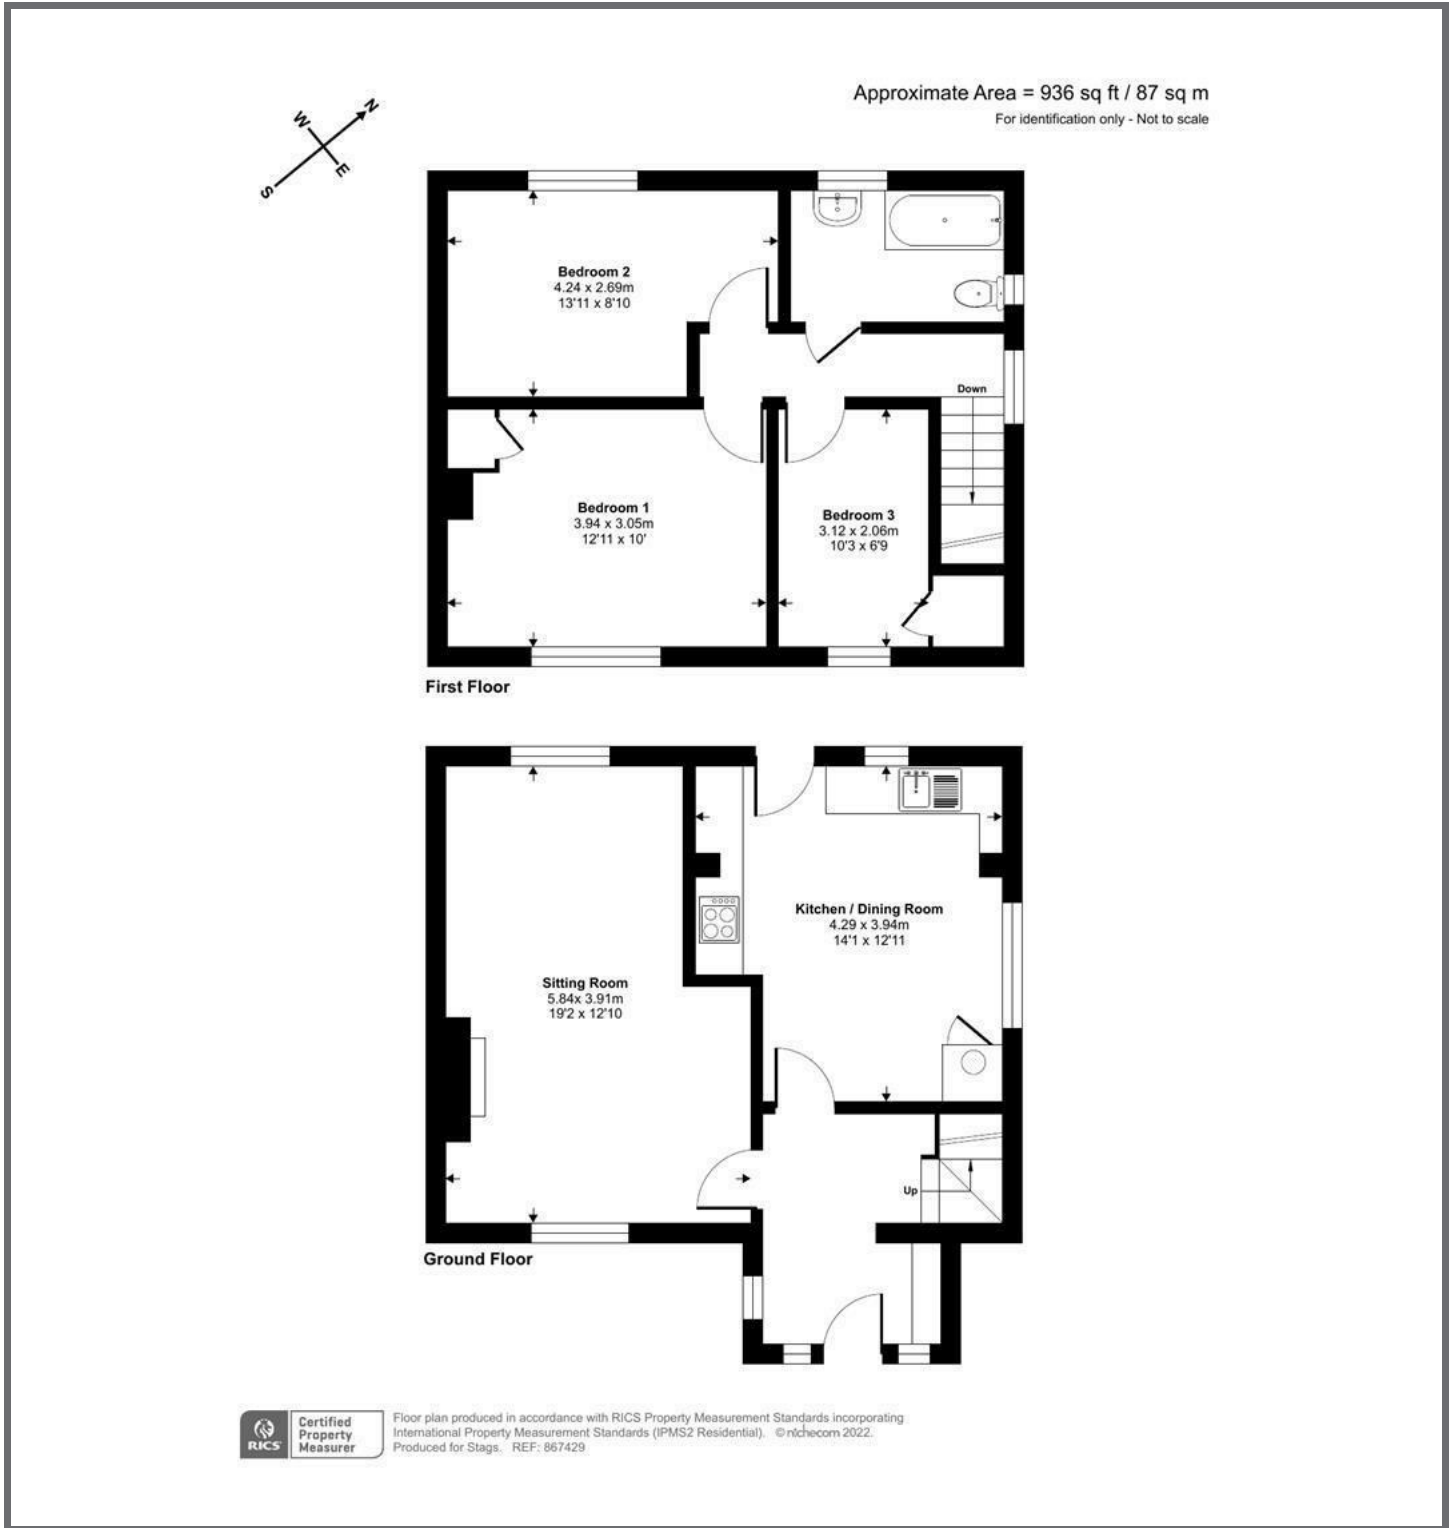 Approximate Area = 936 sq ft / 87 sq m
For identification only - Not to scale
N
W
E
S
Bedroom 2
4.24 x 2.69m
13'11 x 8'10
Down
Bedroom 1
3.94 x 3.05m
12'11 x 10'
Bedroom 3
3.12 x 2.06m
10'3 x 6'9
First Floor
Kitchen / Dining Room
4.29 x 3.94m
14'1 x 12'11
Sitting Room
5.84x 3.91m
19'2 x 12'10
Up
Ground Floor
RICS
Certified
Property
Measurer
Floor plan produced in accordance with RICS Property Measurement Standards incorporating
International Property Measurement Standards (IPMS2 Residential). © nichecom 2022.
Produced for Stags. REF: 867429